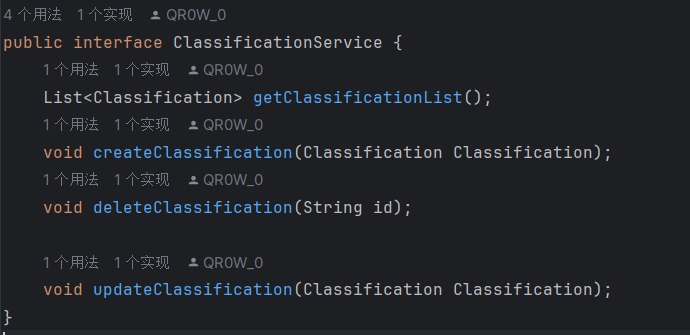 4 个用法 1 个实现 QR0W_0
public interface ClassificationService {
1 个用法 1 个实现 QR0W_0
List<Classification> getClassificationList();
1 个用法 1 个实现 QR0W_0
void createClassification(Classification Classification);
1 个用法 1 个实现 QR0W_0
void deleteClassification(String id);
1 个用法 1 个实现 QR0W_0
void updateClassification(Classification Classification);
}